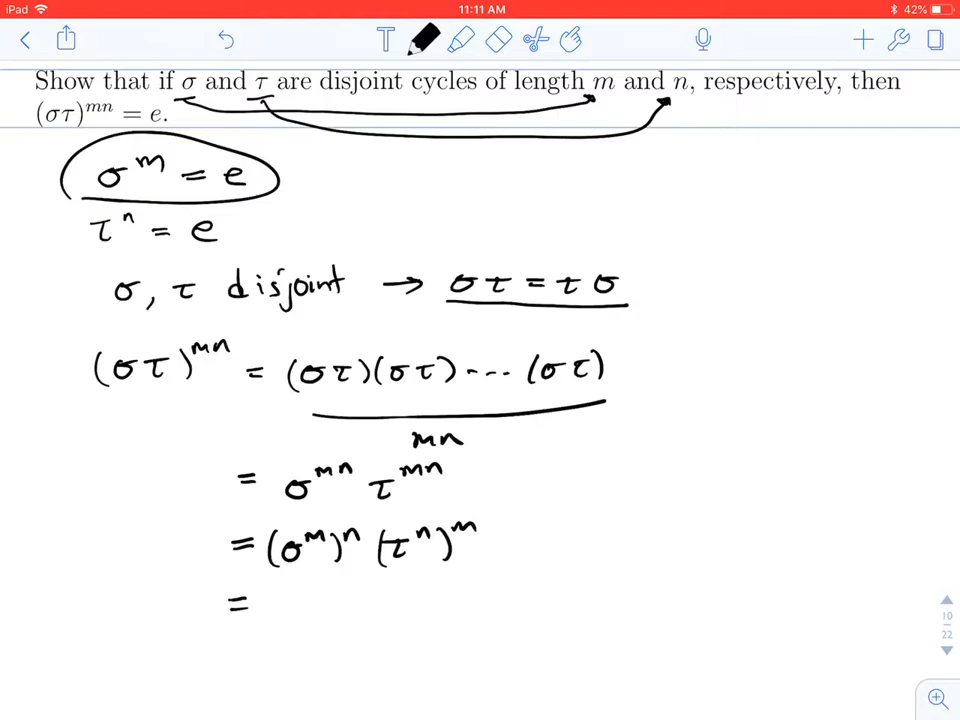 iPad 11:11 AM 42%
T
Show that if σ and τ are disjoint cycles of length m and n, respectively, then
(στ)^{mn} = e.
σ^m = e
τ^n = e
σ, τ disjoint → στ = τσ
(στ)^{mn} = (στ)(στ)⋯(στ)
mn
= σ^{mn} τ^{mn}
= (σ^m)^n (τ^n)^m
=
10
22